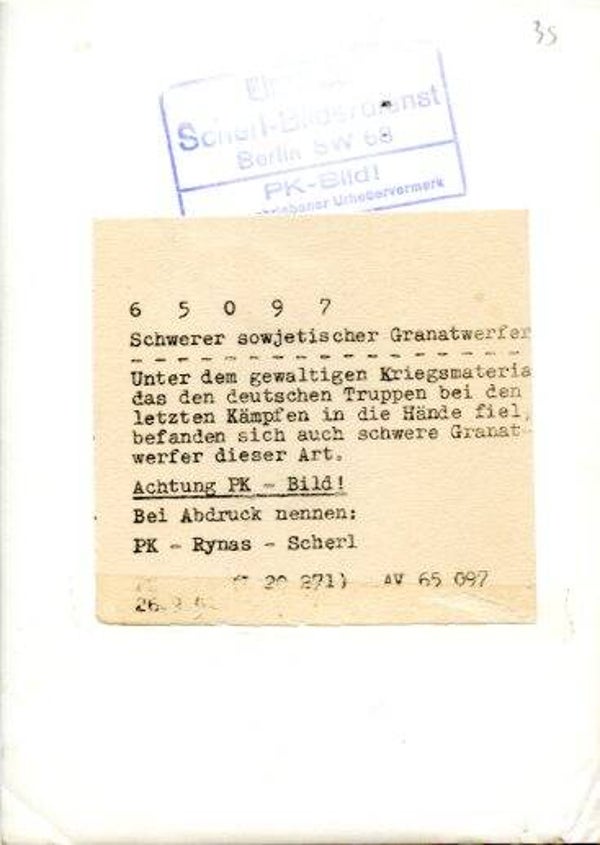 35
Scherl-Bilderdienst
Berlin SW 68
PK-Bild!
Urhebervermerk
6 5 0 9 7
Schwerer sowjetischer Granatwerfer
- - - - - - - - - - - - - - - - -
Unter dem gewaltigen Kriegsmateria
das den deutschen Truppen bei den
letzten Kämpfen in die Hände fiel,
befanden sich auch schwere Granat-
werfer dieser Art.
Achtung PK - Bild!
Bei Abdruck nennen:
PK - Rynas - Scherl
20 271) AV 65 097